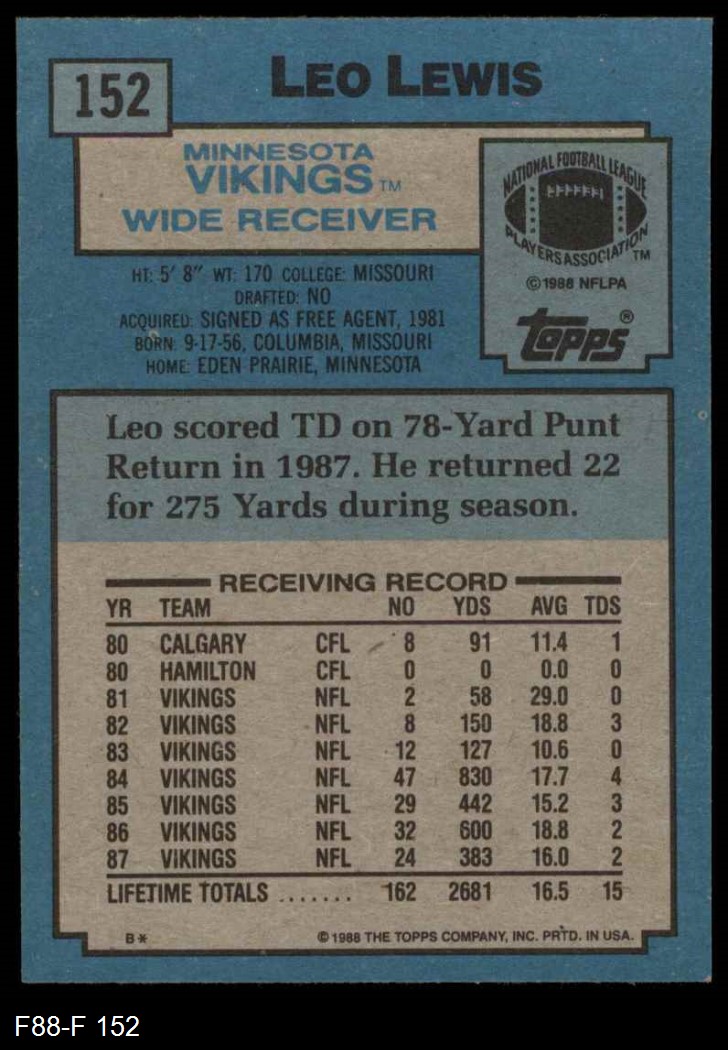 152
LEO LEWIS
MINNESOTA
VIKINGS™
WIDE RECEIVER
NATIONAL FOOTBALL LEAGUE
PLAYERS ASSOCIATION™
©1988 NFLPA
topps®
HT: 5' 8" WT: 170 COLLEGE: MISSOURI
DRAFTED: NO
ACQUIRED: SIGNED AS FREE AGENT, 1981
BORN: 9-17-56, COLUMBIA, MISSOURI
HOME: EDEN PRAIRIE, MINNESOTA
Leo scored TD on 78-Yard Punt
Return in 1987. He returned 22
for 275 Yards during season.
RECEIVING RECORD
YR TEAM NO YDS AVG TDS
80 CALGARY CFL 8 91 11.4 1
80 HAMILTON CFL 0 0 0.0 0
81 VIKINGS NFL 2 58 29.0 0
82 VIKINGS NFL 8 150 18.8 3
83 VIKINGS NFL 12 127 10.6 0
84 VIKINGS NFL 47 830 17.7 4
85 VIKINGS NFL 29 442 15.2 3
86 VIKINGS NFL 32 600 18.8 2
87 VIKINGS NFL 24 383 16.0 2
LIFETIME TOTALS ....... 162 2681 16.5 15
B* © 1988 THE TOPPS COMPANY, INC. PRTD. IN USA.
F88-F 152